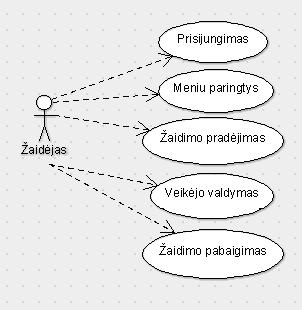 Prisijungimas
Meniu paringtys
Žaidimo pradėjimas
Žaidėjas
Veikėjo valdymas
Žaidimo pabaigimas